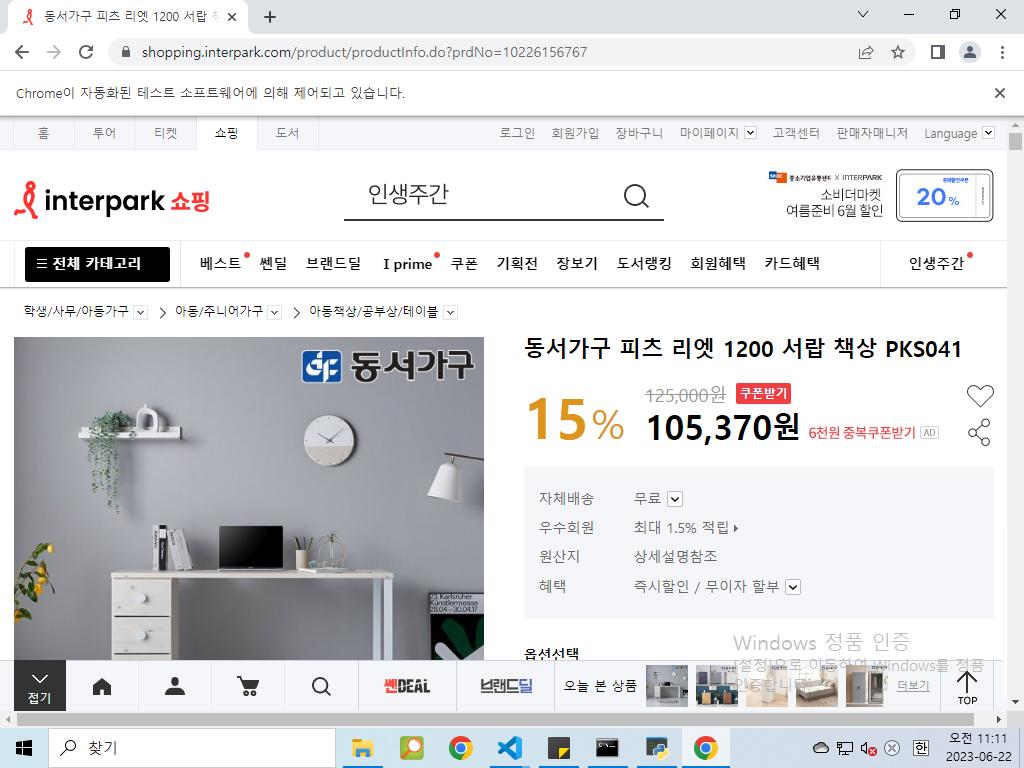 동서가구 피츠 리엣 1200 서랍 책
shopping.interpark.com/product/productInfo.do?prdNo=10226156767
Chrome이 자동화된 테스트 소프트웨어에 의해 제어되고 있습니다.
홈 투어 티켓 쇼핑 도서 로그인 회원가입 장바구니 마이페이지 고객센터 판매자매니저 Language
interpark 쇼핑
인생주간
중소기업유통센터 X INTERPARK
소비더마켓
여름준비 6월 할인
20%
전체 카테고리 베스트 쎈딜 브랜드딜 I prime 쿠폰 기획전 장보기 도서랭킹 회원혜택 카드혜택 인생주간
학생/사무/아동가구 > 아동/주니어가구 > 아동책상/공부상/테이블
동서가구
동서가구 피츠 리엣 1200 서랍 책상 PKS041
15% 125,000원 쿠폰받기
105,370원 6천원 중복쿠폰받기 AD
자체배송 무료
우수회원 최대 1.5% 적립
원산지 상세설명참조
혜택 즉시할인 / 무이자 할부
Karlsruher
Künstlermesse
28.04 - 30.04.17
옵션선택
Windows 정품 인증
[설정]으로 이동하여 Windows를 정품
인증합니다.
접기
쎈DEAL
브랜드딜
오늘 본 상품
더보기
TOP
찾기
한
오전 11:11
2023-06-22